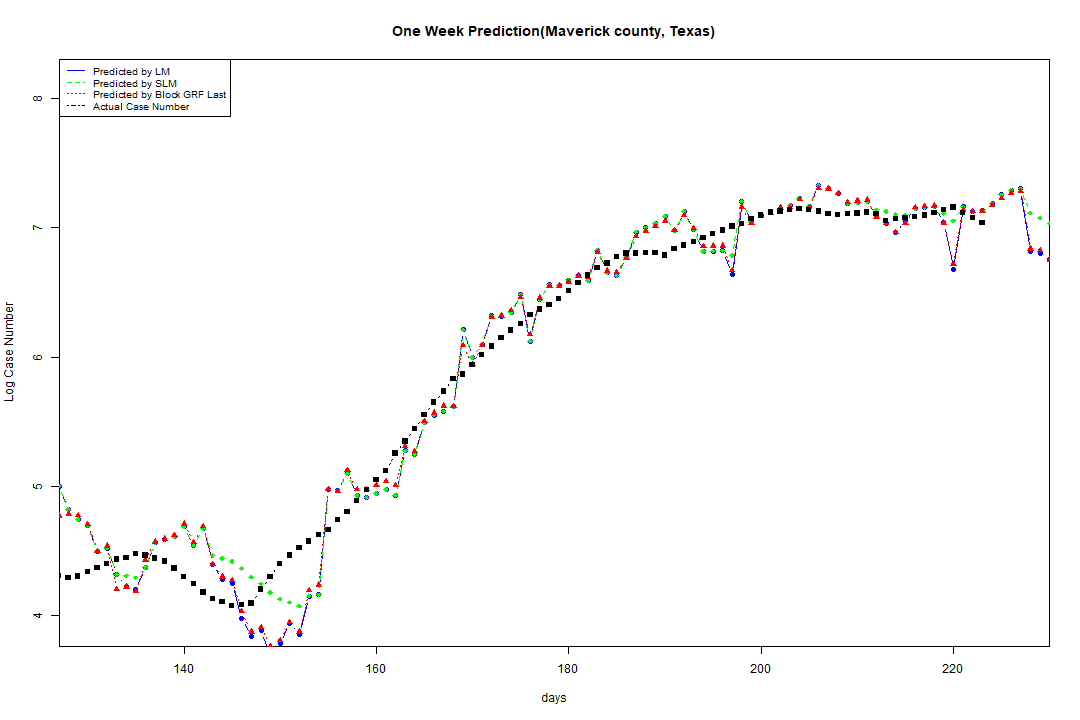 One Week Prediction(Maverick county, Texas)
Predicted by LM
Predicted by SLM
Predicted by Block GRF Last
Actual Case Number
8
7
6
5
4
Log Case Number
140 160 180 200 220
days